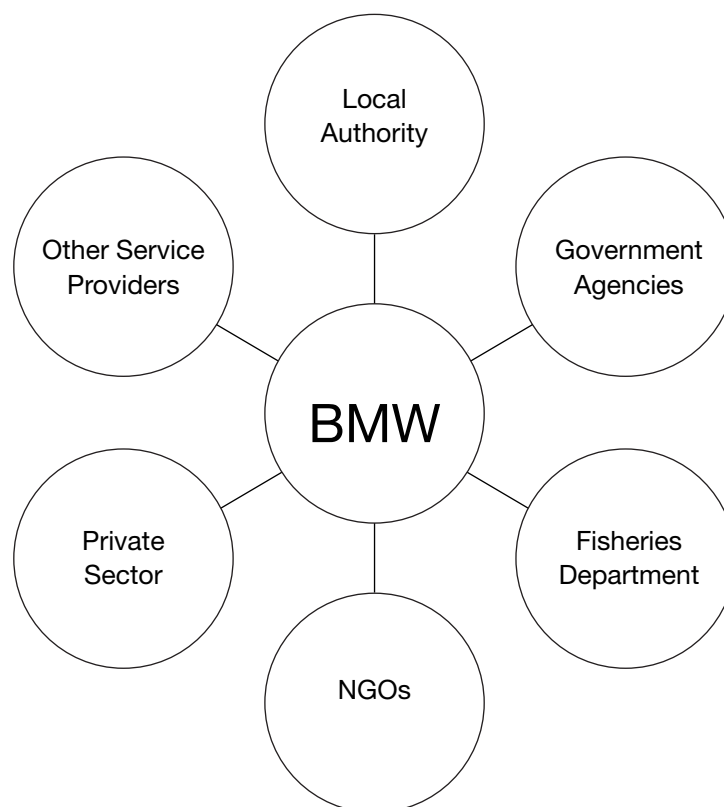 Local
Authority
Other Service
Providers
Government
Agencies
BMW
Private
Sector
Fisheries
Department
NGOs